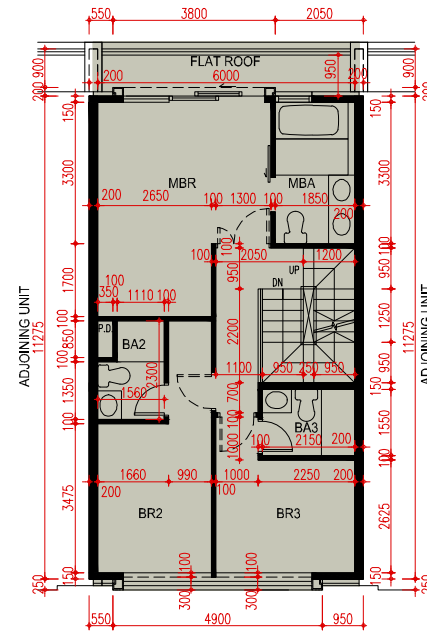 550 3800 2050
FLAT ROOF
900 200 950 200 900
6000
200 150 150 200
3300 MBR MBA 3300
200 2650 100 1300 100 1850
200
100 100
100 2050 1200
1700 950 UP 950
100 DN 100
350 1110 100
ADJOINING UNIT
11275
100 P.D. BA2 2200 1250
850
100 1100 950 250 950 950
1350 1560 2300 700 150
100 BA3 1550
1000 100 2150 200 100
1660 990 1000 2250 200
200 100
3475 BR2 BR3 2625
ADJOINING UNIT
11275
150 100 100 150
250 300 300 250
550 4900 950